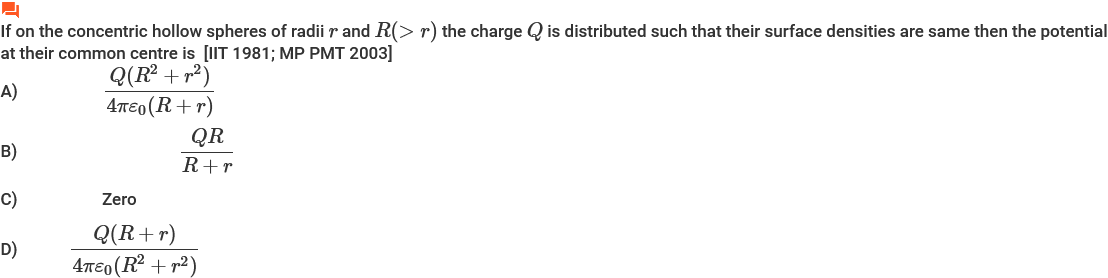 If on the concentric hollow spheres of radii r and R(> r) the charge Q is distributed such that their surface densities are same then the potential
at their common centre is [IIT 1981; MP PMT 2003]
A) \frac{Q(R^2 + r^2)}{4\pi\varepsilon_0(R + r)}
B) \frac{QR}{R + r}
C) Zero
D) \frac{Q(R + r)}{4\pi\varepsilon_0(R^2 + r^2)}